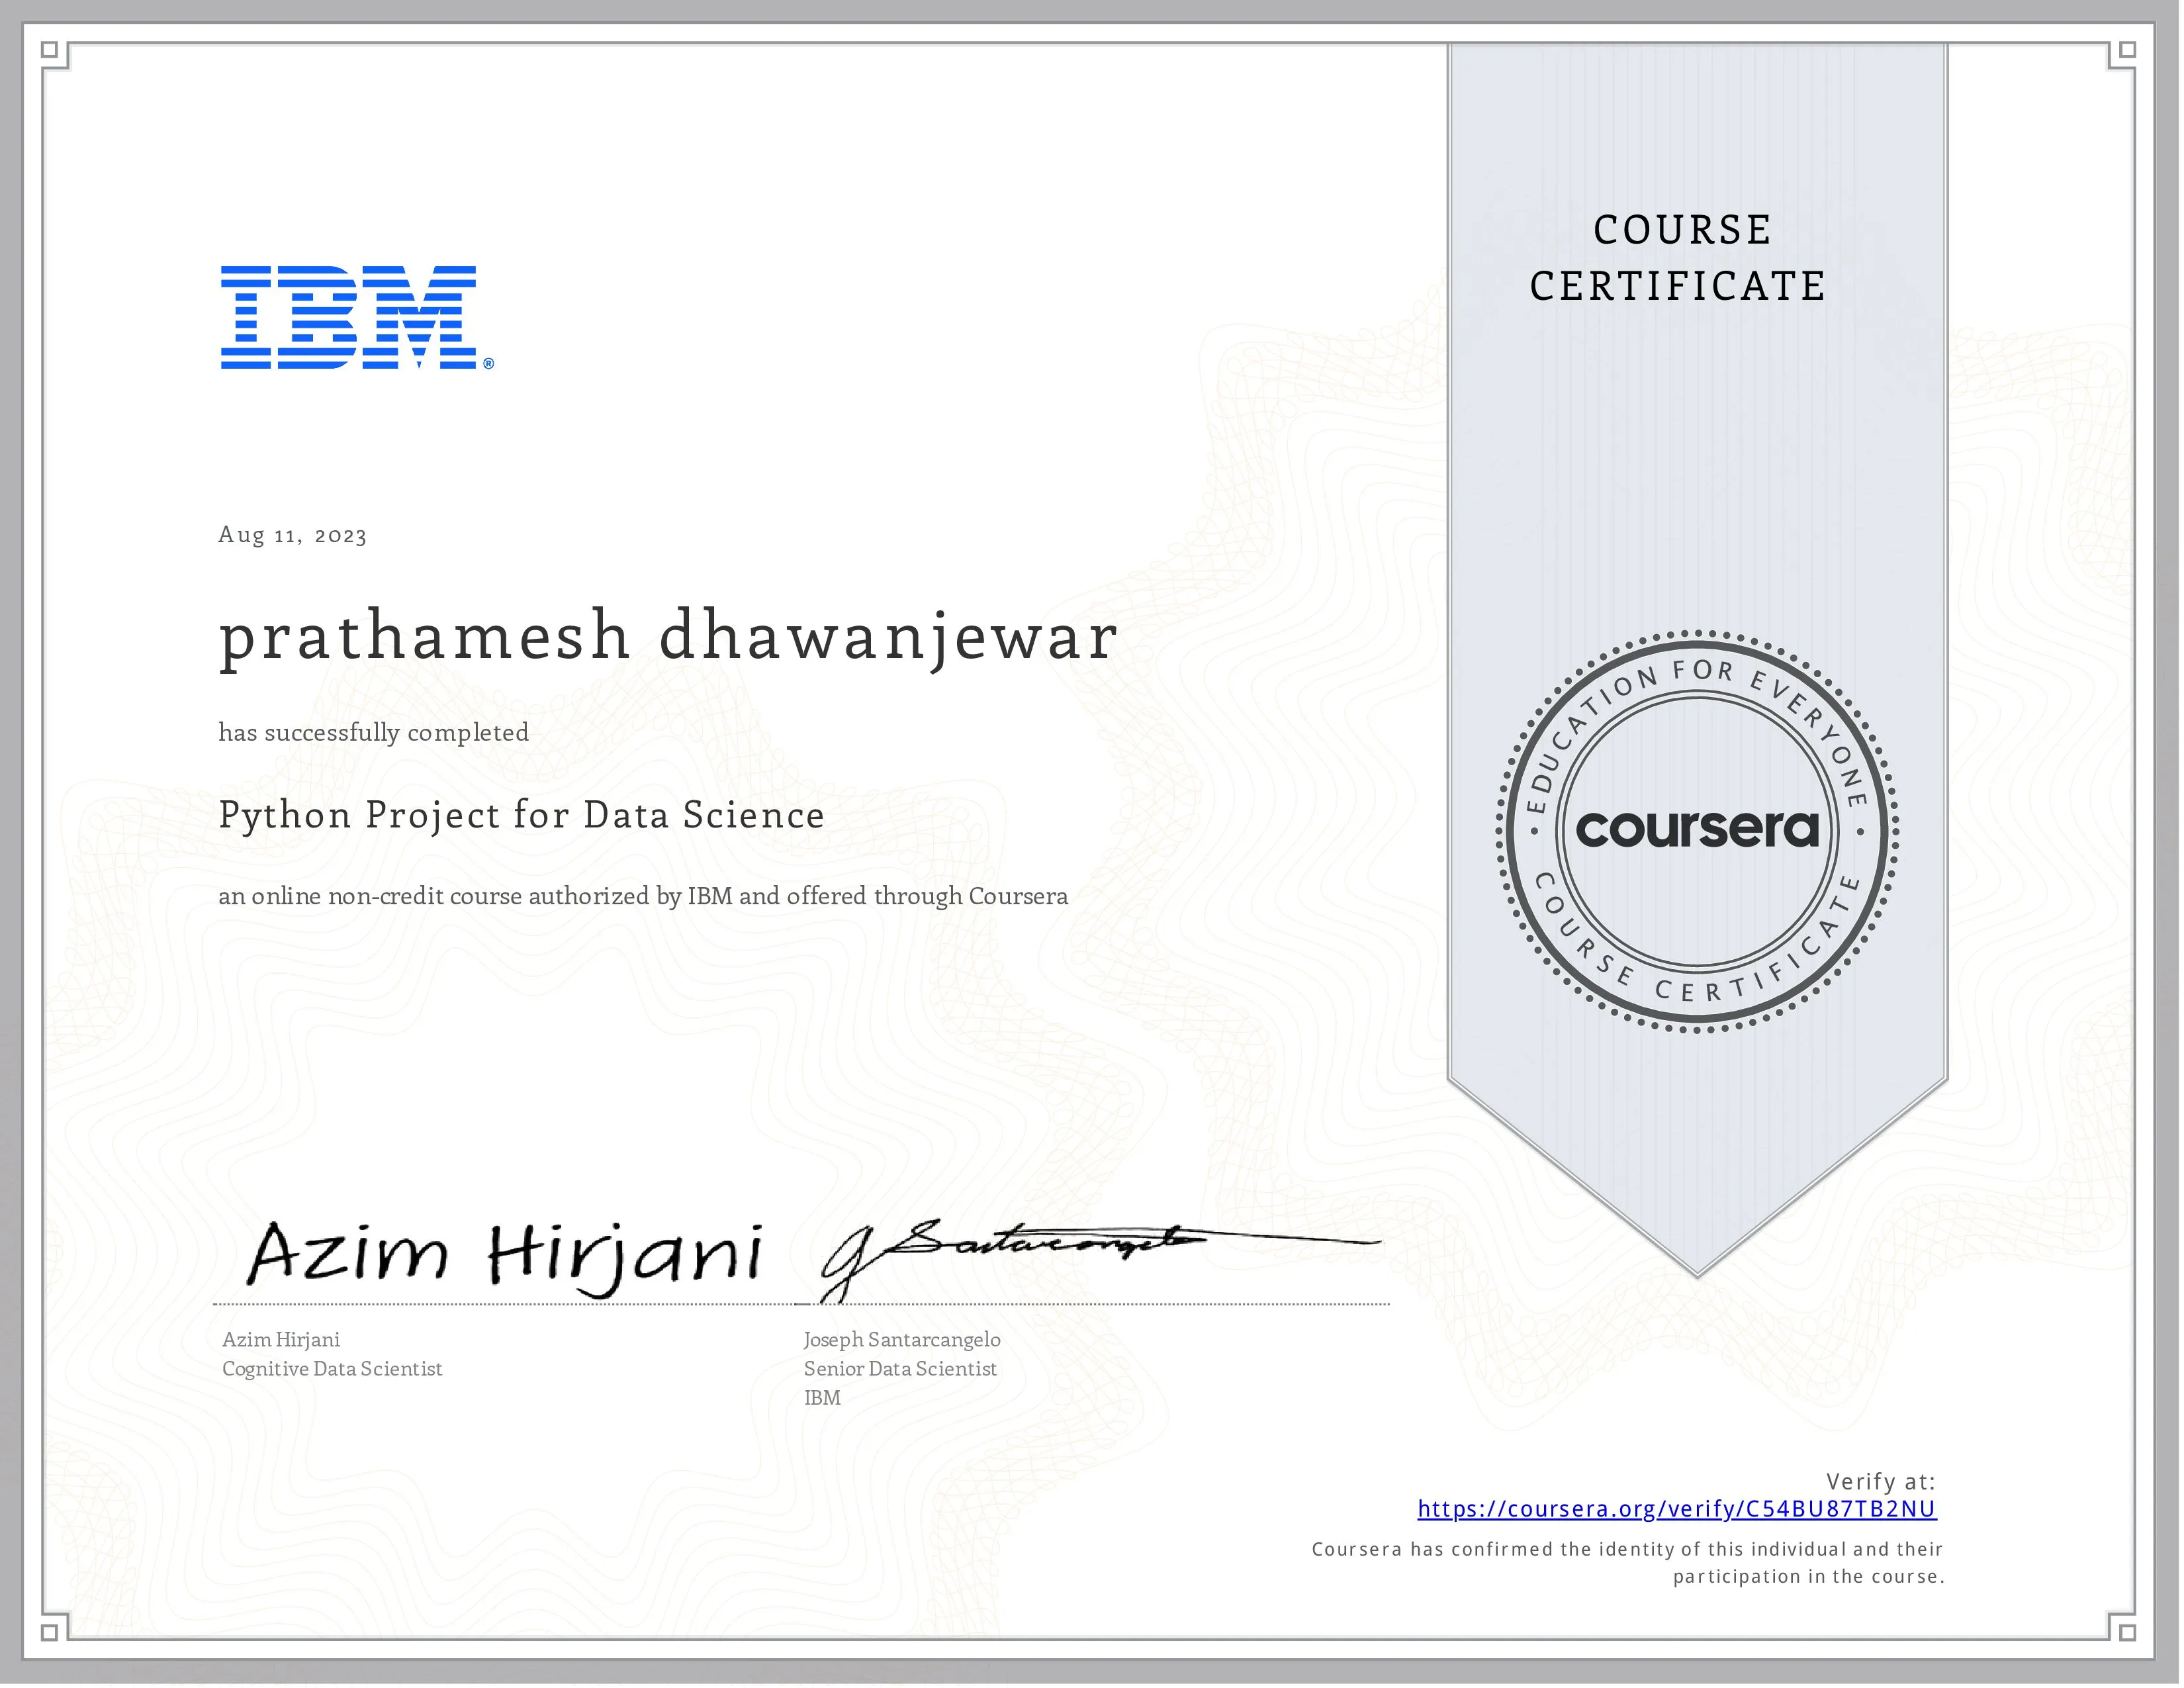 COURSE
CERTIFICATE
IBM®
Aug 11, 2023
prathamesh dhawanjewar
has successfully completed
Python Project for Data Science
an online non-credit course authorized by IBM and offered through Coursera
• EDUCATION FOR EVERYONE •
coursera
COURSE CERTIFICATE
Azim Hirjani
J Santarcangelo
Azim Hirjani
Cognitive Data Scientist
Joseph Santarcangelo
Senior Data Scientist
IBM
Verify at:
https://coursera.org/verify/C54BU87TB2NU
Coursera has confirmed the identity of this individual and their
participation in the course.